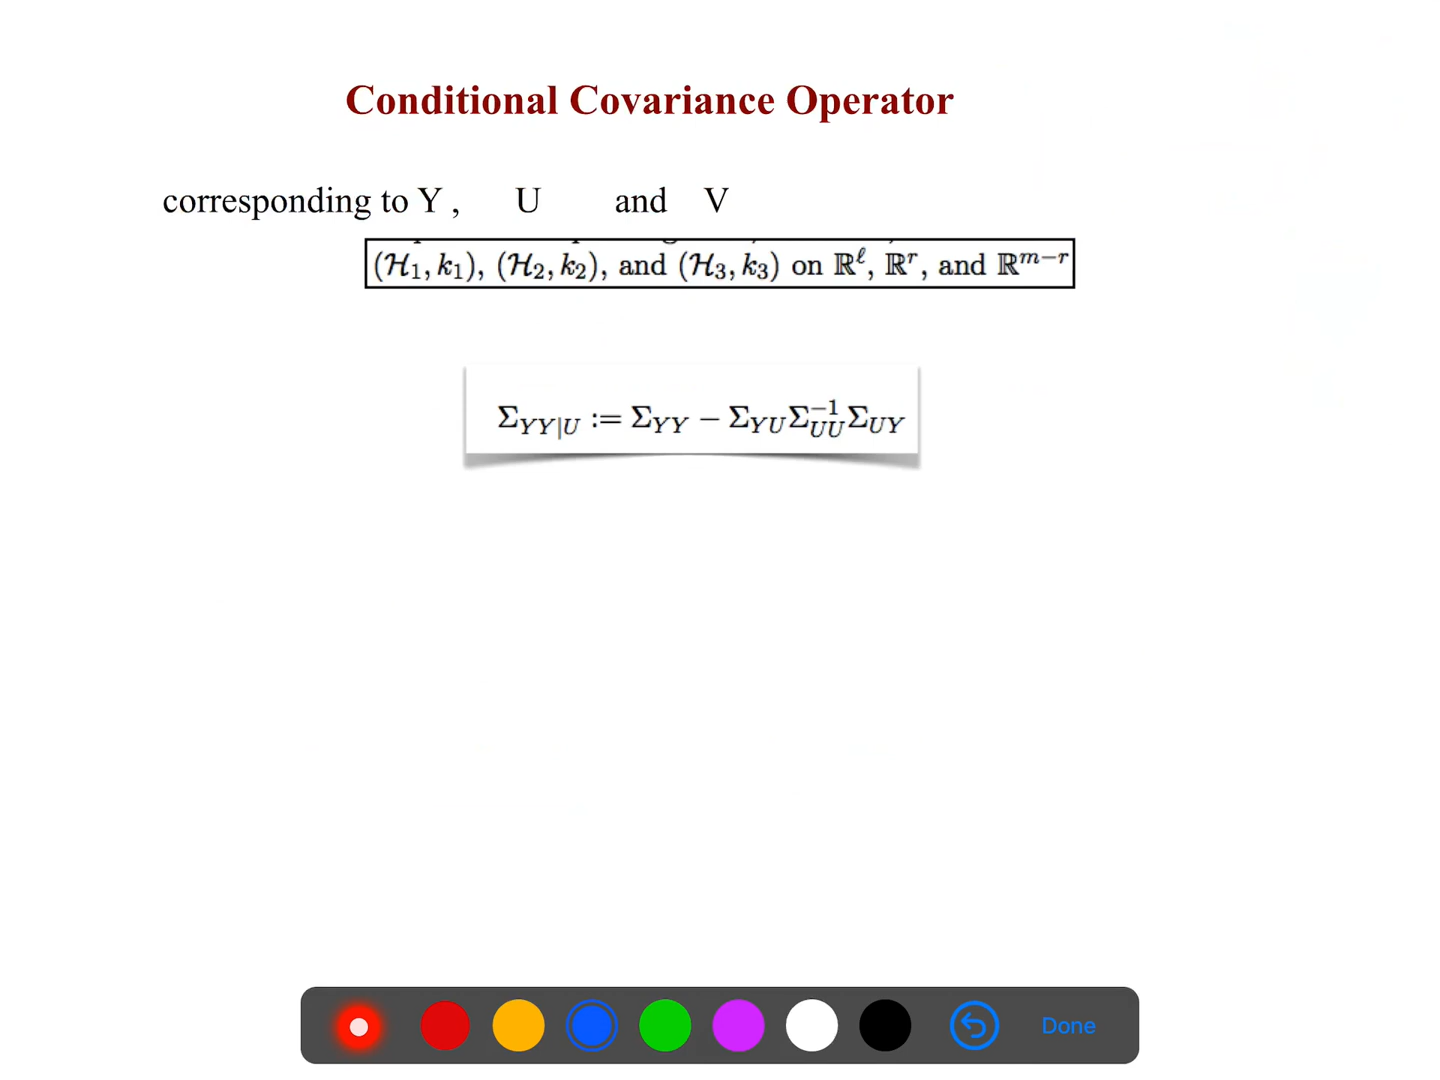 Conditional Covariance Operator
corresponding to Y , U and V
(ℋ₁, k₁), (ℋ₂, k₂), and (ℋ₃, k₃) on ℝ^ℓ, ℝ^r, and ℝ^{m−r}
Σ_{YY|U} := Σ_{YY} − Σ_{YU}Σ_{UU}^{−1}Σ_{UY}
Done